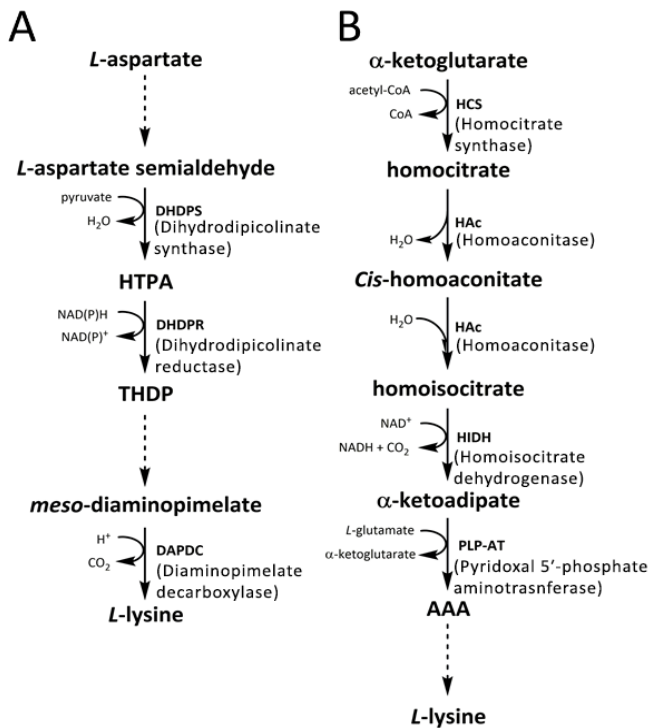 A
L-aspartate
L-aspartate semialdehyde
pyruvate
H₂O
DHDPS
(Dihydrodipicolinate
synthase)
HTPA
NAD(P)H
NAD(P)⁺
DHDPR
(Dihydrodipicolinate
reductase)
THDP
meso-diaminopimelate
H⁺
CO₂
DAPDC
(Diaminopimelate
decarboxylase)
L-lysine
B
α-ketoglutarate
acetyl-CoA
CoA
HCS
(Homocitrate
synthase)
homocitrate
H₂O
HAc
(Homoaconitase)
Cis-homoaconitate
H₂O
HAc
(Homoaconitase)
homoisocitrate
NAD⁺
NADH + CO₂
HIDH
(Homoisocitrate
dehydrogenase)
α-ketoadipate
L-glutamate
α-ketoglutarate
PLP-AT
(Pyridoxal 5′-phosphate
aminotrasnferase)
AAA
L-lysine